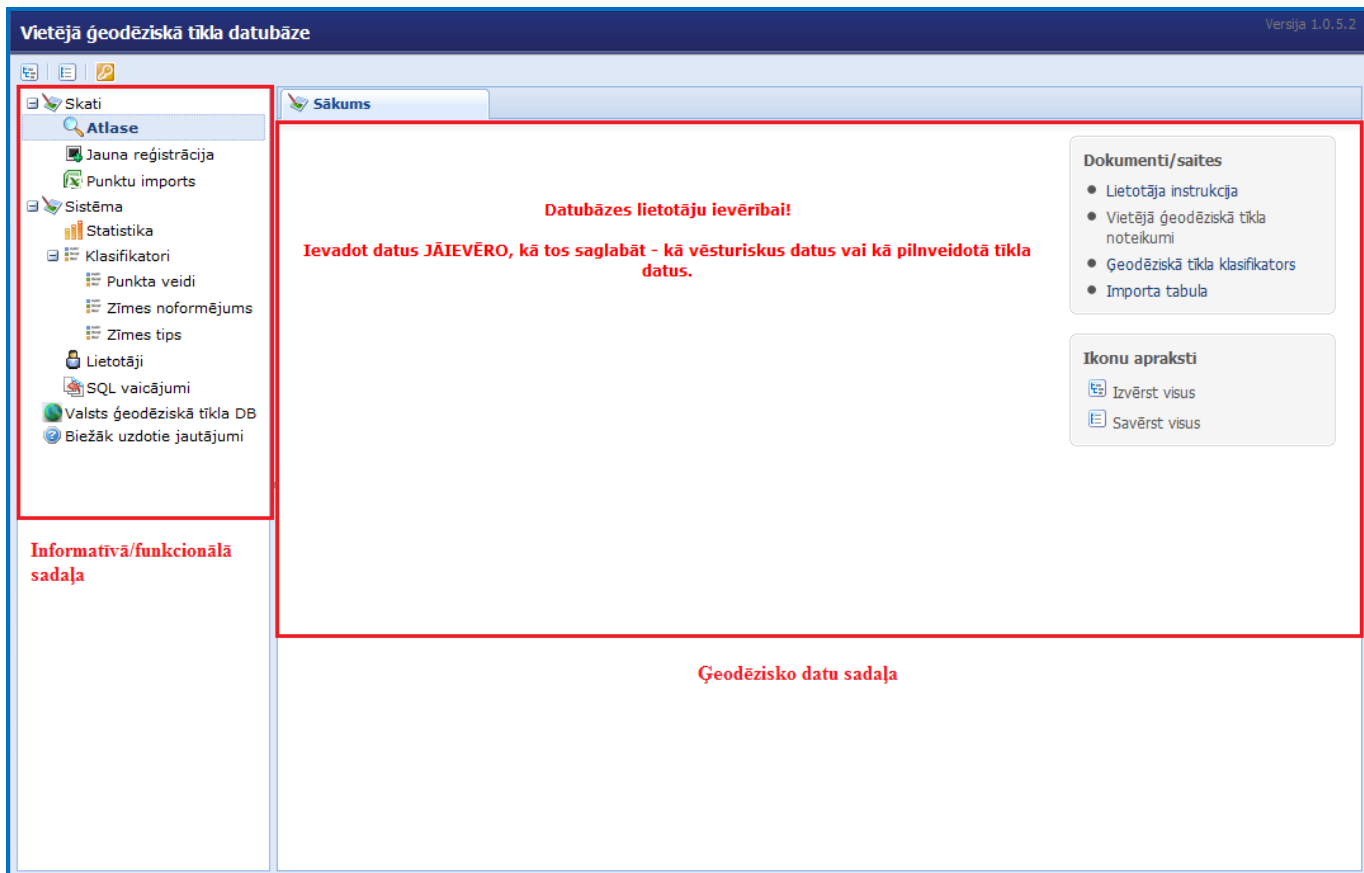 Vietējā ģeodēziskā tīkla datubāze
Versija 1.0.5.2
Skati
Atlase
Jauna reģistrācija
Punktu imports
Sistēma
Statistika
Klasifikatori
Punkta veidi
Zīmes noformējums
Zīmes tips
Lietotāji
SQL vaicājumi
Valsts ģeodēziskā tīkla DB
Biežāk uzdotie jautājumi
Informatīvā/funkcionālā
sadaļa
Sākums
Datubāzes lietotāju ievērībai!
Ievadot datus JĀIEVĒRO, kā tos saglabāt - kā vēsturiskus datus vai kā pilnveidotā tīkla
datus.
Dokumenti/saites
Lietotāja instrukcija
Vietējā ģeodēziskā tīkla
noteikumi
Ģeodēziskā tīkla klasifikators
Importa tabula
Ikonu apraksti
Izvērst visus
Savērst visus
Ģeodēzisko datu sadaļa